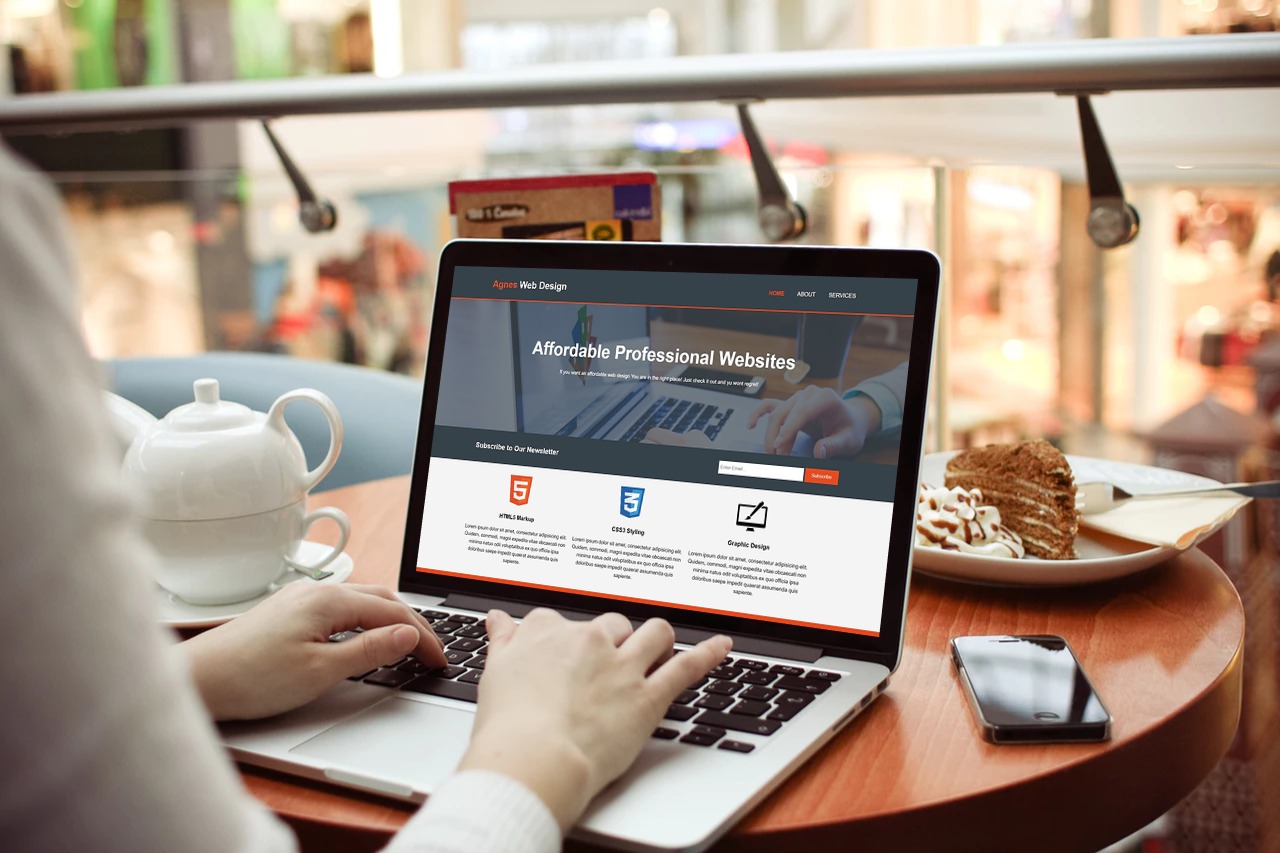 Agnes Web Design
HOME ABOUT SERVICES
Affordable Professional Websites
If you want an affordable web design You are in the right place! Just check it out and yu wont regret!
Subscribe to Our Newsletter
Enter Email...
Subscribe
HTML5 Markup
Lorem ipsum dolor sit amet, consectetur adipisicing elit.
Quidem, commodi, magni expedita vitae obcaecati non
minima natus odit voluptatibus ex quo officia ipsa
doloribus saepe impedit quaerat assumenda quis
sapiente.
CSS3 Styling
Lorem ipsum dolor sit amet, consectetur adipisicing elit.
Quidem, commodi, magni expedita vitae obcaecati non
minima natus odit voluptatibus ex quo officia ipsa
doloribus saepe impedit quaerat assumenda quis
sapiente.
Graphic Design
Lorem ipsum dolor sit amet, consectetur adipisicing elit.
Quidem, commodi, magni expedita vitae obcaecati non
minima natus odit voluptatibus ex quo officia ipsa
doloribus saepe impedit quaerat assumenda quis
sapiente.